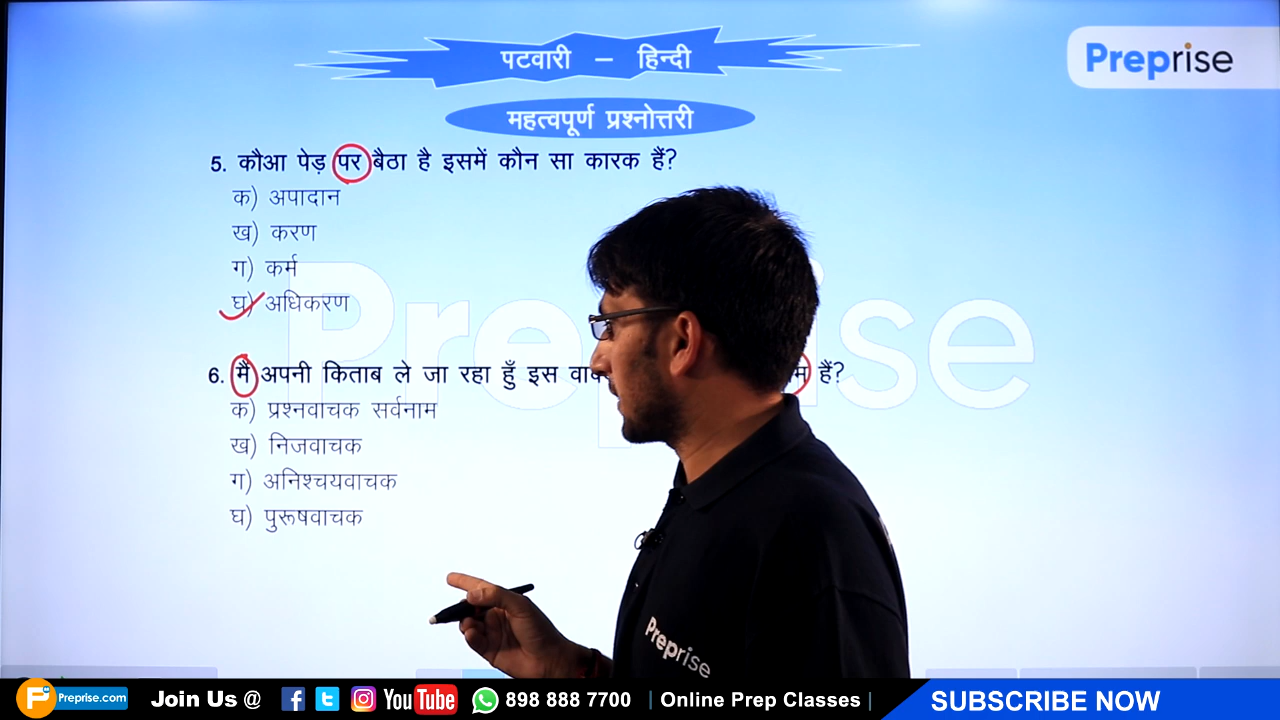 पटवारी – हिन्दी
Preprise
महत्वपूर्ण प्रश्नोत्तरी
5. कौआ पेड़ पर बैठा है इसमें कौन सा कारक हैं?
क) अपादान
ख) करण
ग) कर्म
घ) अधिकरण
Preprise
6. मैं अपनी किताब ले जा रहा हुँ इस हैं?
क) प्रश्नवाचक सर्वनाम
ख) निजवाचक
ग) अनिश्चयवाचक
घ) पुरूषवाचक
Preprise
Preprise.com Join Us @ YouTube 898 888 7700 | Online Prep Classes | SUBSCRIBE NOW